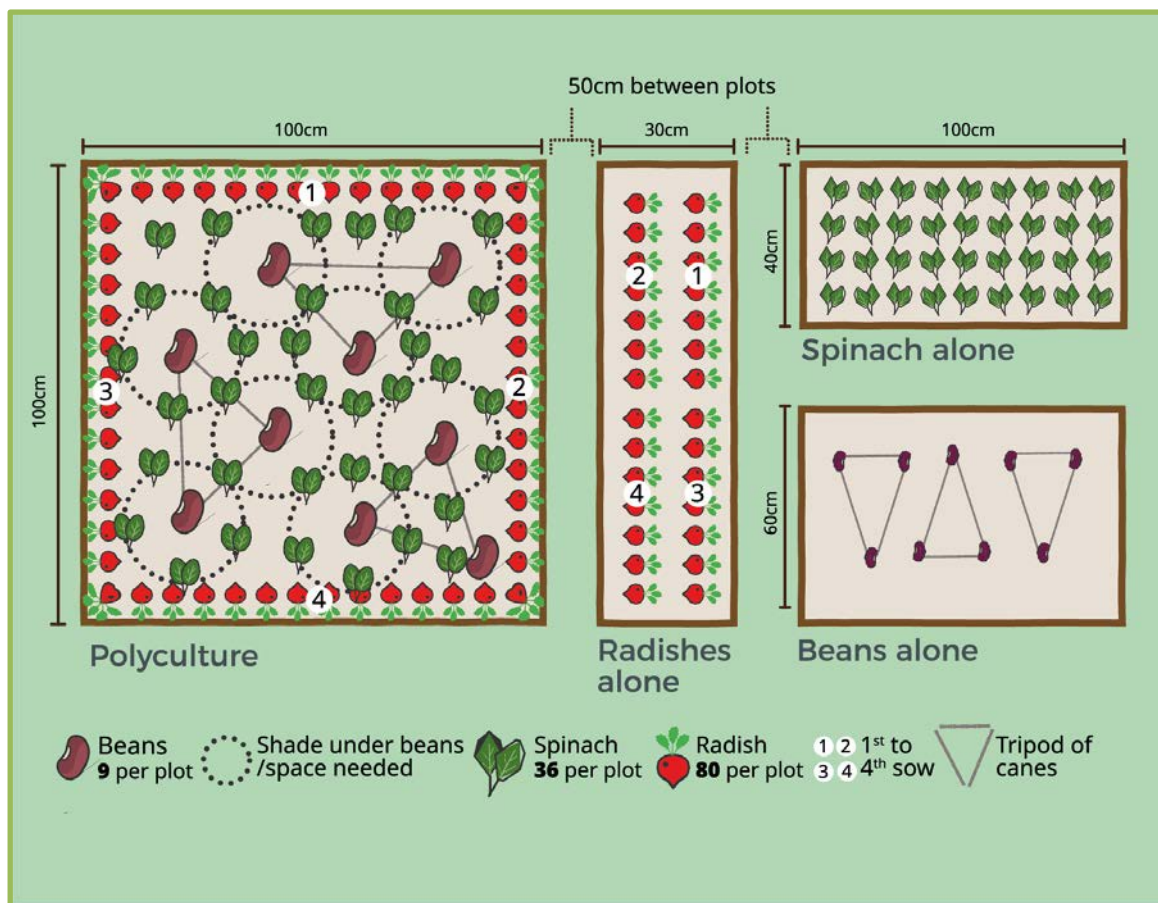 50cm between plots
100cm
30cm
100cm
100cm
1
3
2
4
Polyculture
2
1
4
3
Radishes
alone
40cm
Spinach alone
60cm
Beans alone
Beans
9 per plot
Shade under beans
/space needed
Spinach
36 per plot
Radish
80 per plot
1 2 1st to
3 4 4th sow
Tripod of
canes